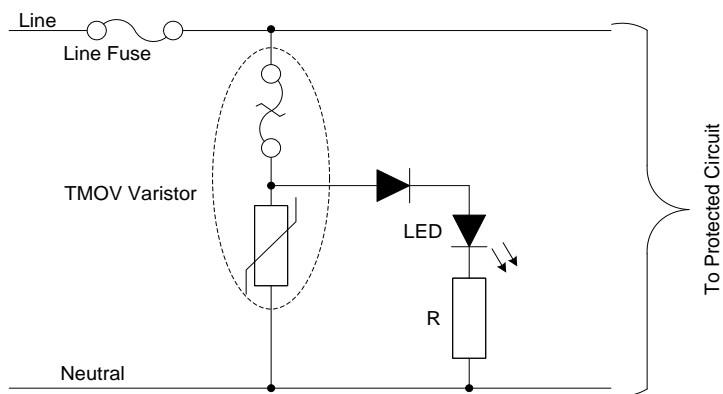 Line
Line Fuse
TMOV Varistor
LED
R
Neutral
To Protected Circuit